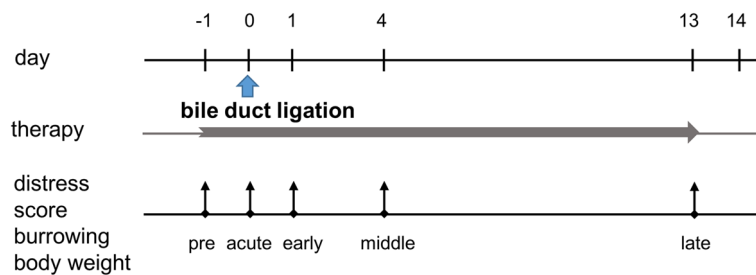 -1 0 1 4 13 14
day
bile duct ligation
therapy
distress
score
burrowing
body weight
pre acute early middle late